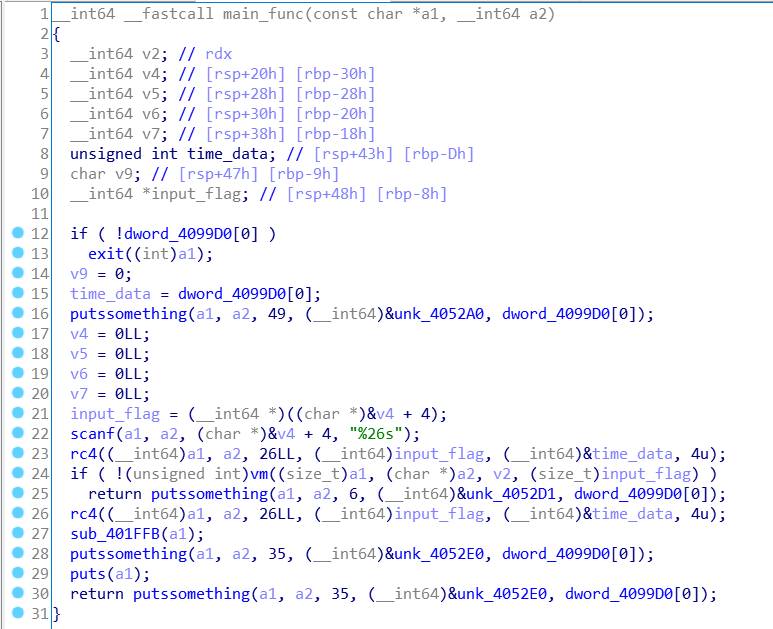 1 __int64 __fastcall main_func(const char *a1, __int64 a2)
2 {
3 __int64 v2; // rdx
4 __int64 v4; // [rsp+20h] [rbp-30h]
5 __int64 v5; // [rsp+28h] [rbp-28h]
6 __int64 v6; // [rsp+30h] [rbp-20h]
7 __int64 v7; // [rsp+38h] [rbp-18h]
8 unsigned int time_data; // [rsp+43h] [rbp-Dh]
9 char v9; // [rsp+47h] [rbp-9h]
10 __int64 *input_flag; // [rsp+48h] [rbp-8h]
11
12 if ( !dword_4099D0[0] )
13 exit((int)a1);
14 v9 = 0;
15 time_data = dword_4099D0[0];
16 putssomething(a1, a2, 49, (__int64)&unk_4052A0, dword_4099D0[0]);
17 v4 = 0LL;
18 v5 = 0LL;
19 v6 = 0LL;
20 v7 = 0LL;
21 input_flag = (__int64 *)((char *)&v4 + 4);
22 scanf(a1, a2, (char *)&v4 + 4, "%26s");
23 rc4((__int64)a1, a2, 26LL, (__int64)input_flag, (__int64)&time_data, 4u);
24 if ( !(unsigned int)vm((size_t)a1, (char *)a2, v2, (size_t)input_flag) )
25 return putssomething(a1, a2, 6, (__int64)&unk_4052D1, dword_4099D0[0]);
26 rc4((__int64)a1, a2, 26LL, (__int64)input_flag, (__int64)&time_data, 4u);
27 sub_401FFB(a1);
28 putssomething(a1, a2, 35, (__int64)&unk_4052E0, dword_4099D0[0]);
29 puts(a1);
30 return putssomething(a1, a2, 35, (__int64)&unk_4052E0, dword_4099D0[0]);
31 }